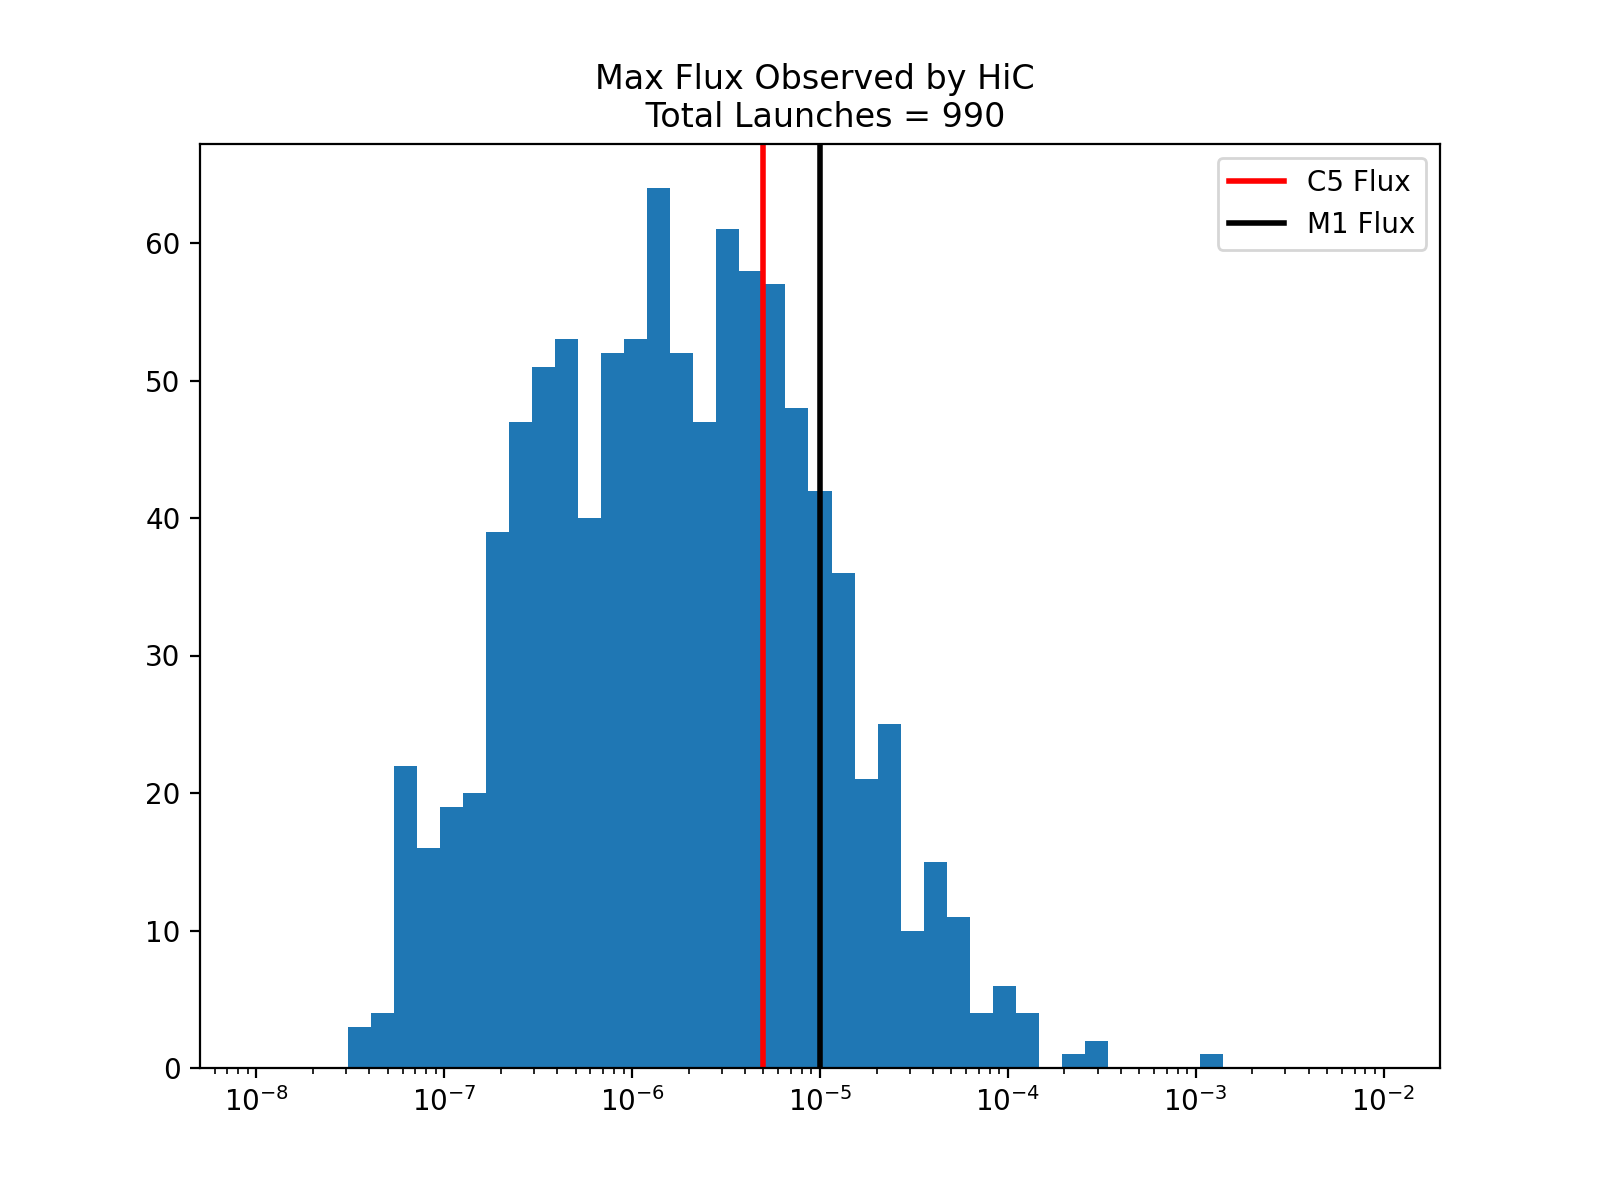 Max Flux Observed by HiC
Total Launches = 990
C5 Flux
M1 Flux
60
50
40
30
20
10
0
10⁻⁸ 10⁻⁷ 10⁻⁶ 10⁻⁵ 10⁻⁴ 10⁻³ 10⁻²